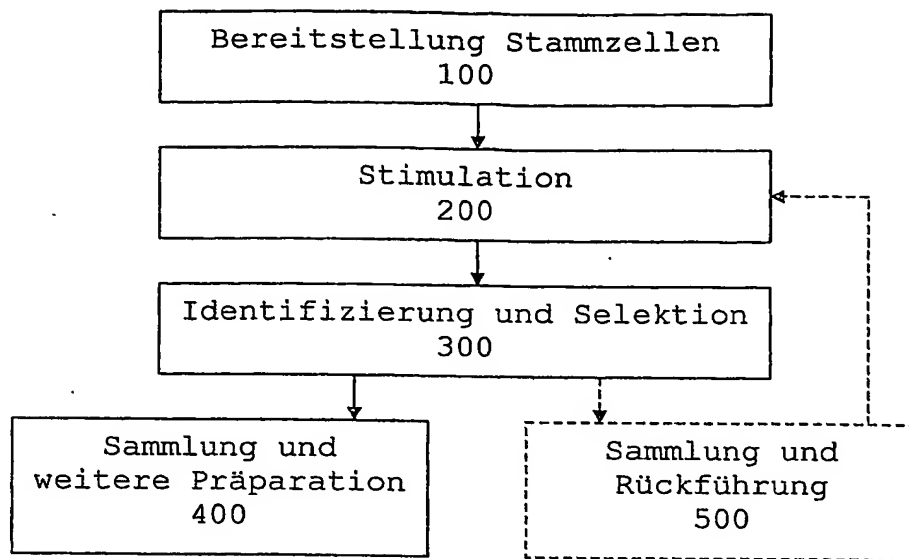 Bereitstellung Stammzellen
100
Stimulation
200
Identifizierung und Selektion
300
Sammlung und
weitere Präparation
400
Sammlung und
Rückführung
500